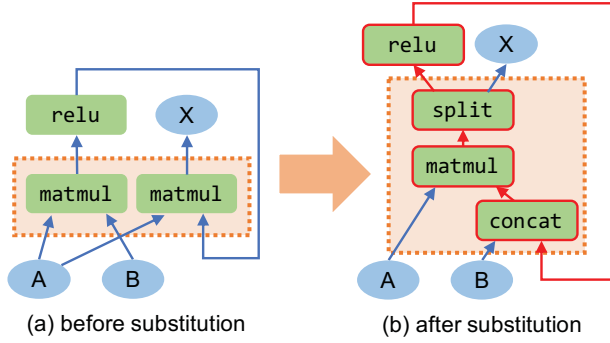 relu
X
matmul
matmul
A
B
(a) before substitution
relu
X
split
matmul
concat
A
B
(b) after substitution